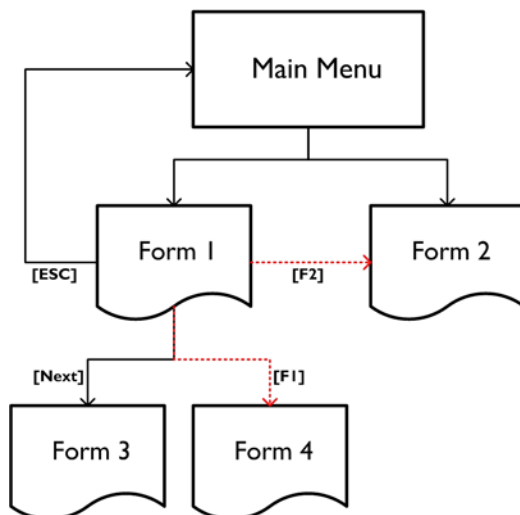 Main Menu
Form 1
Form 2
[ESC]
[F2]
[Next]
[F1]
Form 3
Form 4